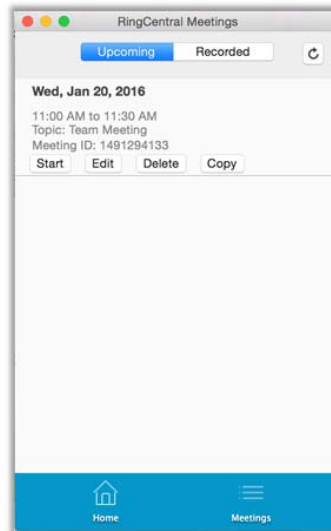 RingCentral Meetings
Upcoming Recorded
Wed, Jan 20, 2016
11:00 AM to 11:30 AM
Topic: Team Meeting
Meeting ID: 1491294133
Start Edit Delete Copy
Home Meetings